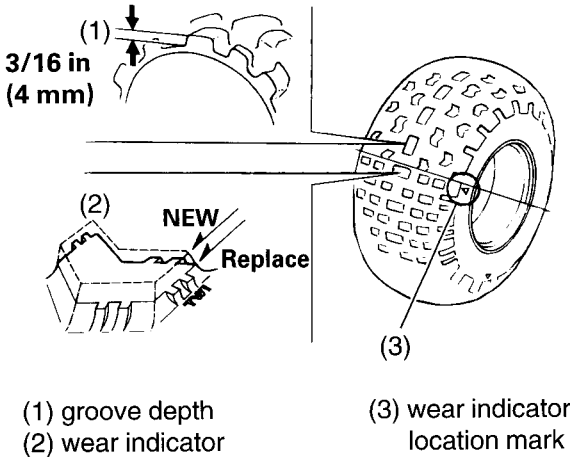 (1)
3/16 in
(4 mm)
(2)
NEW
Replace
(3)
(1) groove depth
(2) wear indicator
(3) wear indicator
location mark